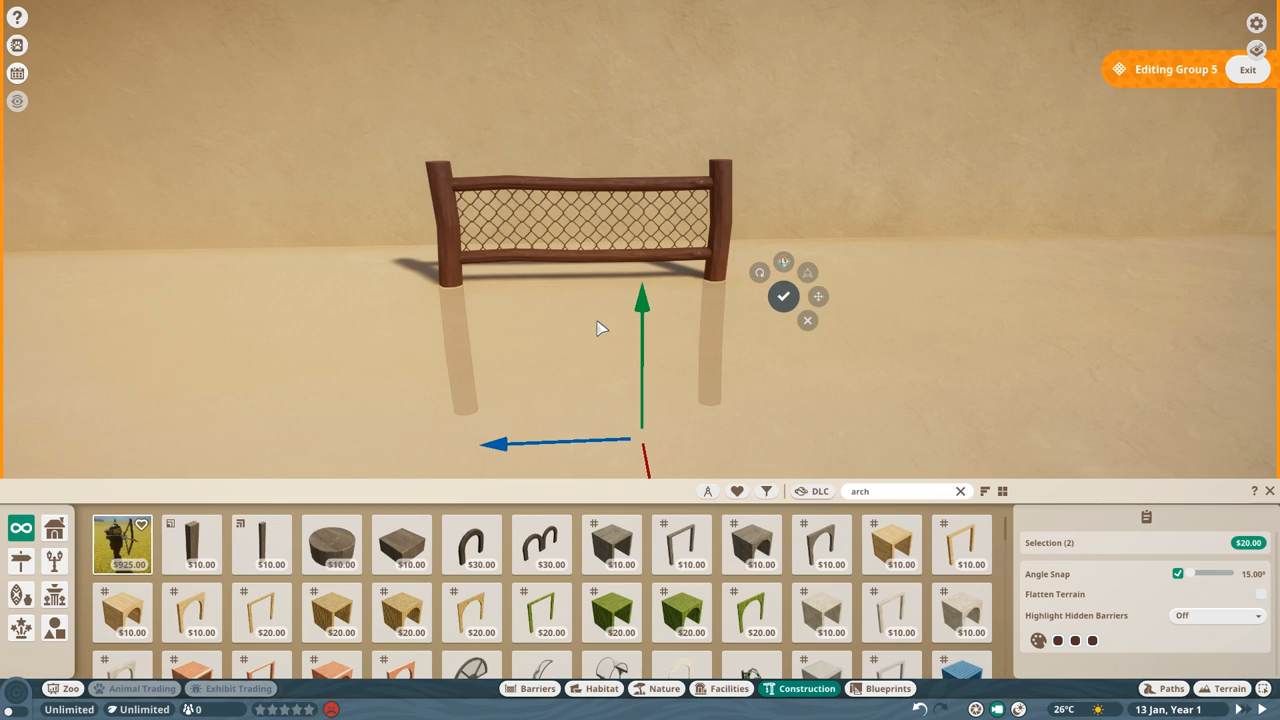 ?
Editing Group 5
Exit
DLC
arch
?
$925.00
$10.00
$10.00
$10.00
$10.00
$30.00
$30.00
$10.00
$10.00
$10.00
$10.00
$10.00
$10.00
$10.00
$10.00
$20.00
$20.00
$20.00
$20.00
$20.00
$20.00
$20.00
$20.00
$10.00
$10.00
$10.00
Selection (2)
$20.00
Angle Snap
15.00°
Flatten Terrain
Highlight Hidden Barriers
Off
Zoo
Animal Trading
Exhibit Trading
Barriers
Habitat
Nature
Facilities
Construction
Blueprints
Paths
Terrain
Unlimited
Unlimited
0
26°C
13 Jan, Year 1